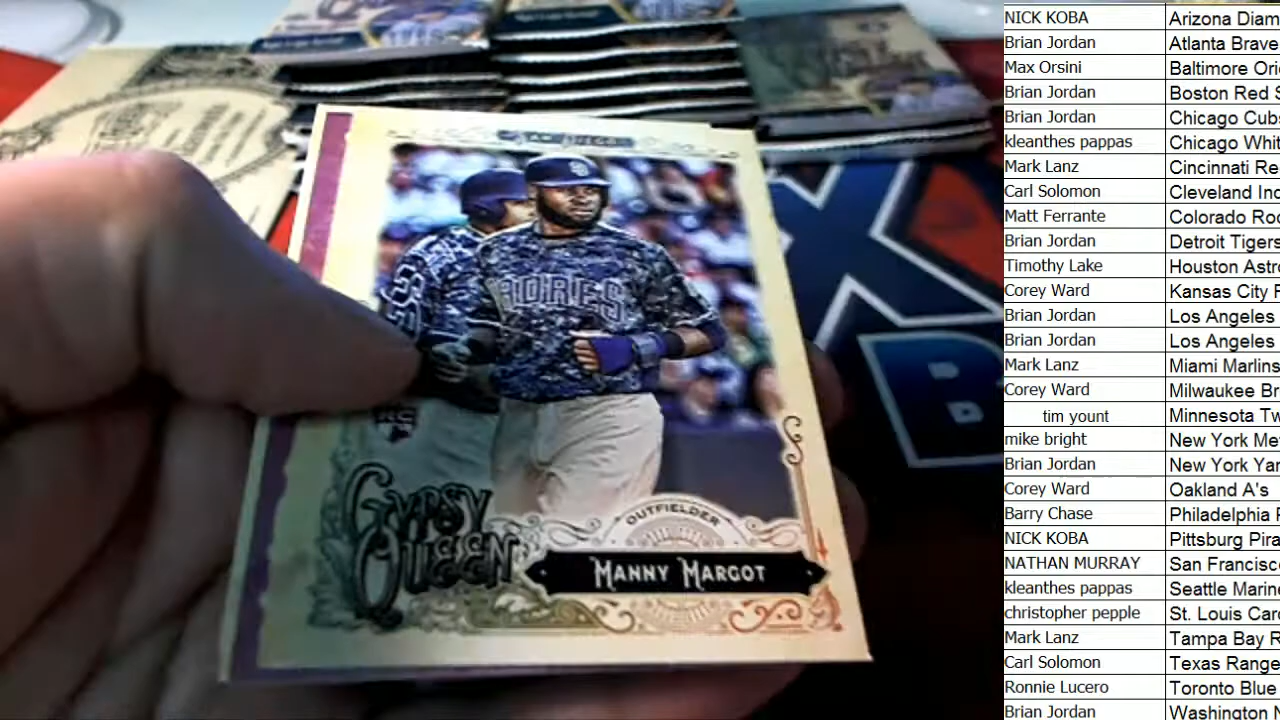 SAN DIEGO
PADRES
RC
GYPSY
QUEEN
OUTFIELDER
MANNY MARGOT
X
B
NICK KOBA Arizona Diam
Brian Jordan Atlanta Brave
Max Orsini Baltimore Ori
Brian Jordan Boston Red S
Brian Jordan Chicago Cubs
kleanthes pappas Chicago Whit
Mark Lanz Cincinnati Re
Carl Solomon Cleveland Ind
Matt Ferrante Colorado Roc
Brian Jordan Detroit Tigers
Timothy Lake Houston Astr
Corey Ward Kansas City F
Brian Jordan Los Angeles
Brian Jordan Los Angeles
Mark Lanz Miami Marlins
Corey Ward Milwaukee Br
tim yount Minnesota Tw
mike bright New York Me
Brian Jordan New York Yan
Corey Ward Oakland A's
Barry Chase Philadelphia P
NICK KOBA Pittsburg Pira
NATHAN MURRAY San Francisc
kleanthes pappas Seattle Marine
christopher pepple St. Louis Card
Mark Lanz Tampa Bay R
Carl Solomon Texas Range
Ronnie Lucero Toronto Blue
Brian Jordan Washington N